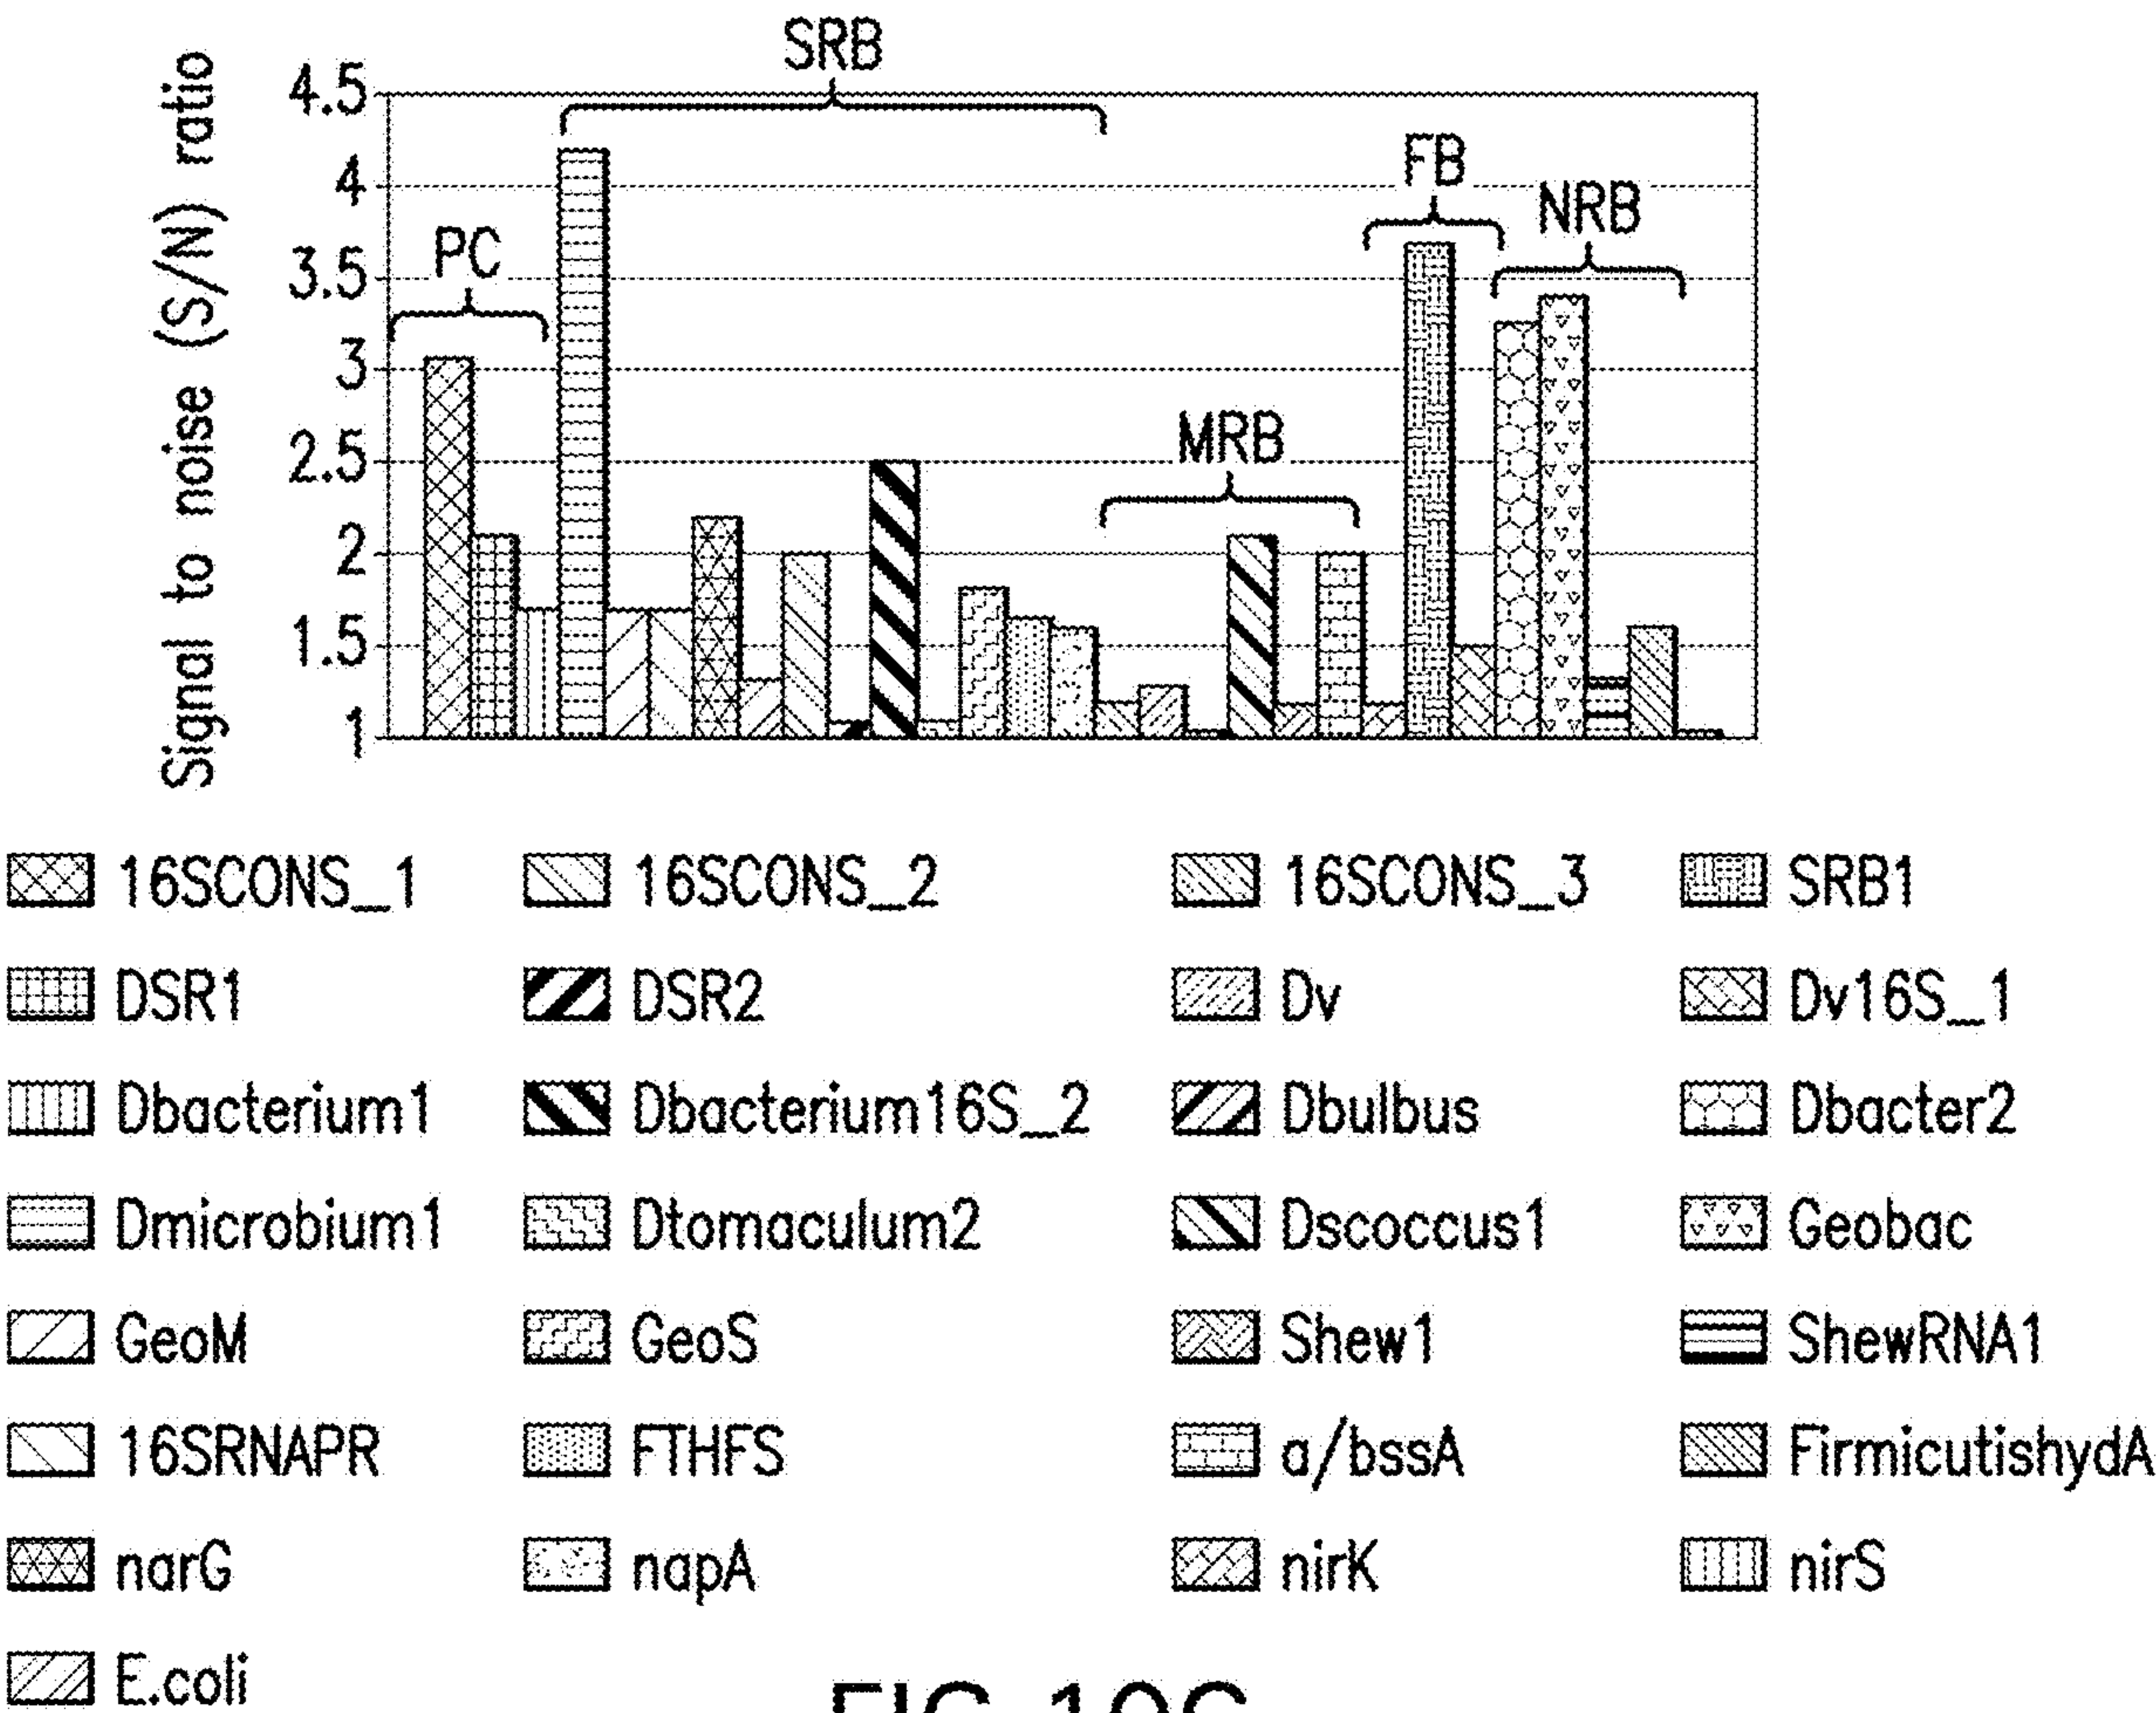 SRB
Signal to noise (S/N) ratio
4.5
4
3.5
3
2.5
2
1.5
1
PC
FB
NRB
MRB
16SCONS_1 16SCONS_2 16SCONS_3 SRB1
DSR1 DSR2 Dv Dv16S_1
Dbacterium1 Dbacterium16S_2 Dbulbus Dbacter2
Dmicrobium1 Dtomaculum2 Dscoccus1 Geobac
GeoM GeoS Shew1 ShewRNA1
16SRNAPR FTHFS a/bssA FirmicutishydA
narG napA nirK nirS
E.coli